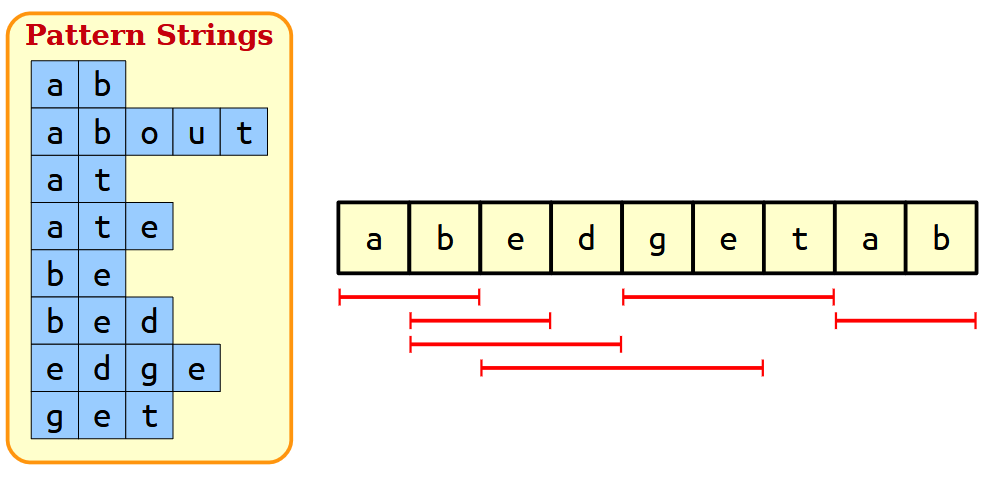 Pattern Strings
a b
a b o u t
a t
a t e
b e
b e d
e d g e
g e t
a b e d g e t a b